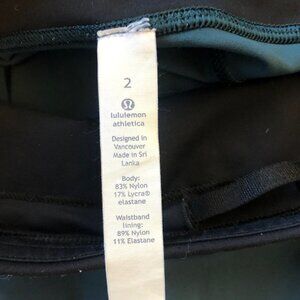 2
lululemon
athletica
Designed in
Vancouver
Made in Sri
Lanka
Body:
83% Nylon
17% Lycra®
elastane
Waistband
lining:
89% Nylon
11% Elastane